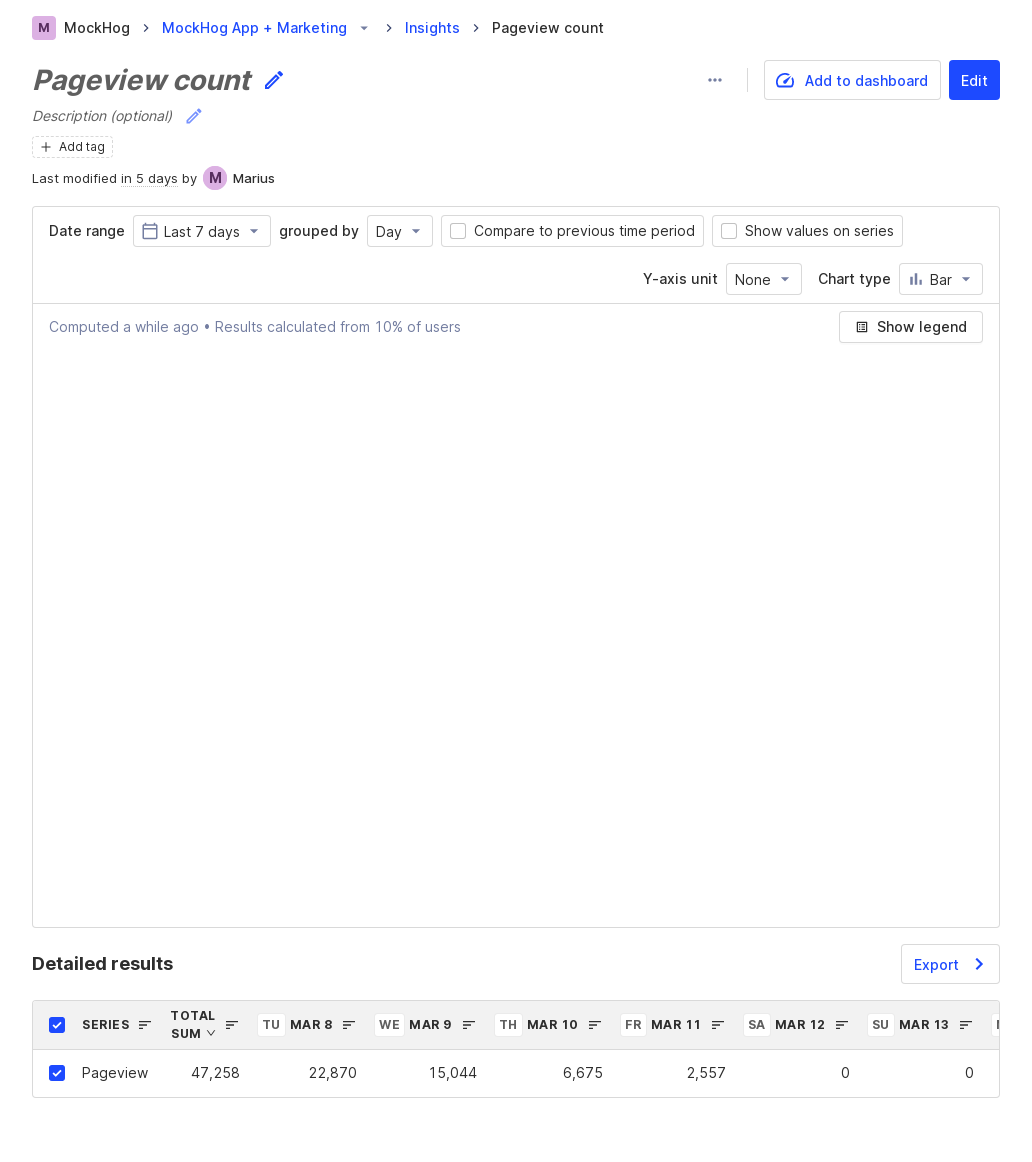 M MockHog > MockHog App + Marketing > Insights > Pageview count
Pageview count
Add to dashboard
Edit
Description (optional)
Add tag
Last modified in 5 days by M Marius
Date range Last 7 days grouped by Day Compare to previous time period Show values on series
Y-axis unit None Chart type Bar
Computed a while ago • Results calculated from 10% of users
Show legend
Detailed results
Export
SERIES TOTAL SUM TU MAR 8 WE MAR 9 TH MAR 10 FR MAR 11 SA MAR 12 SU MAR 13
Pageview 47,258 22,870 15,044 6,675 2,557 0 0